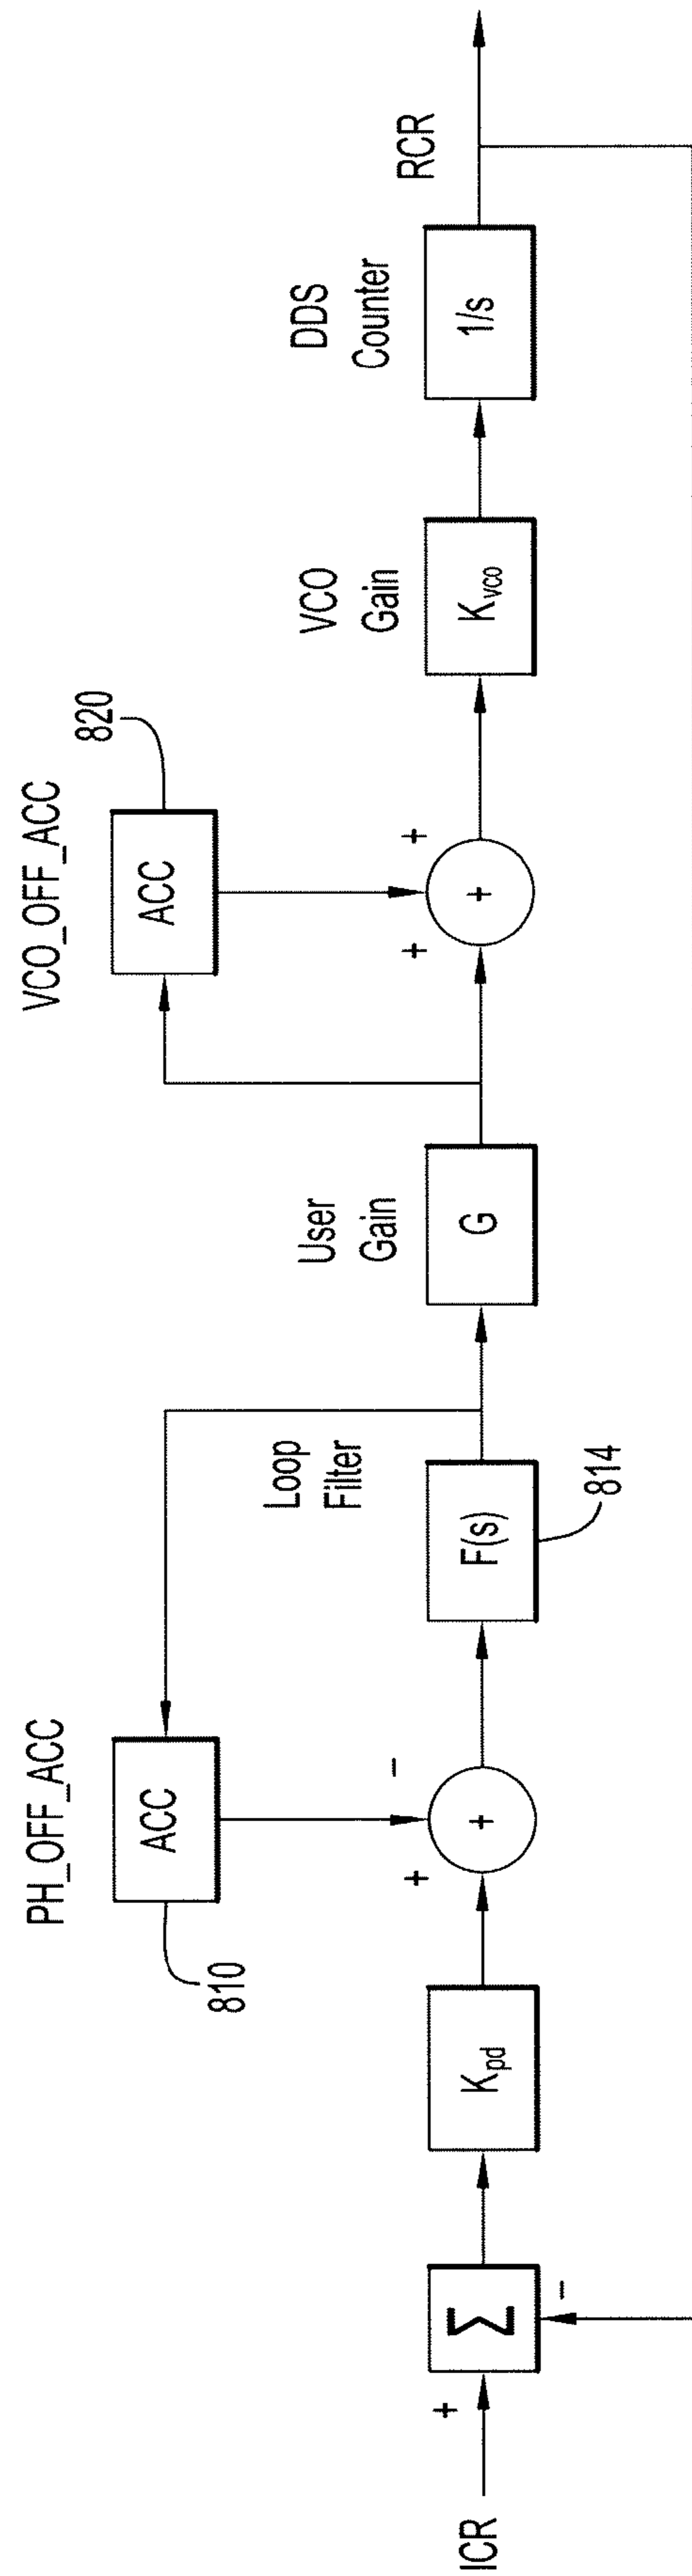 ICR
+
Σ
-
K_pd
+
+
-
PH_OFF_ACC
ACC
810
F(s)
814
Loop
Filter
User
Gain
G
VCO_OFF_ACC
ACC
820
+
+
+
VCO
Gain
K_VCO
DDS
Counter
1/s
RCR